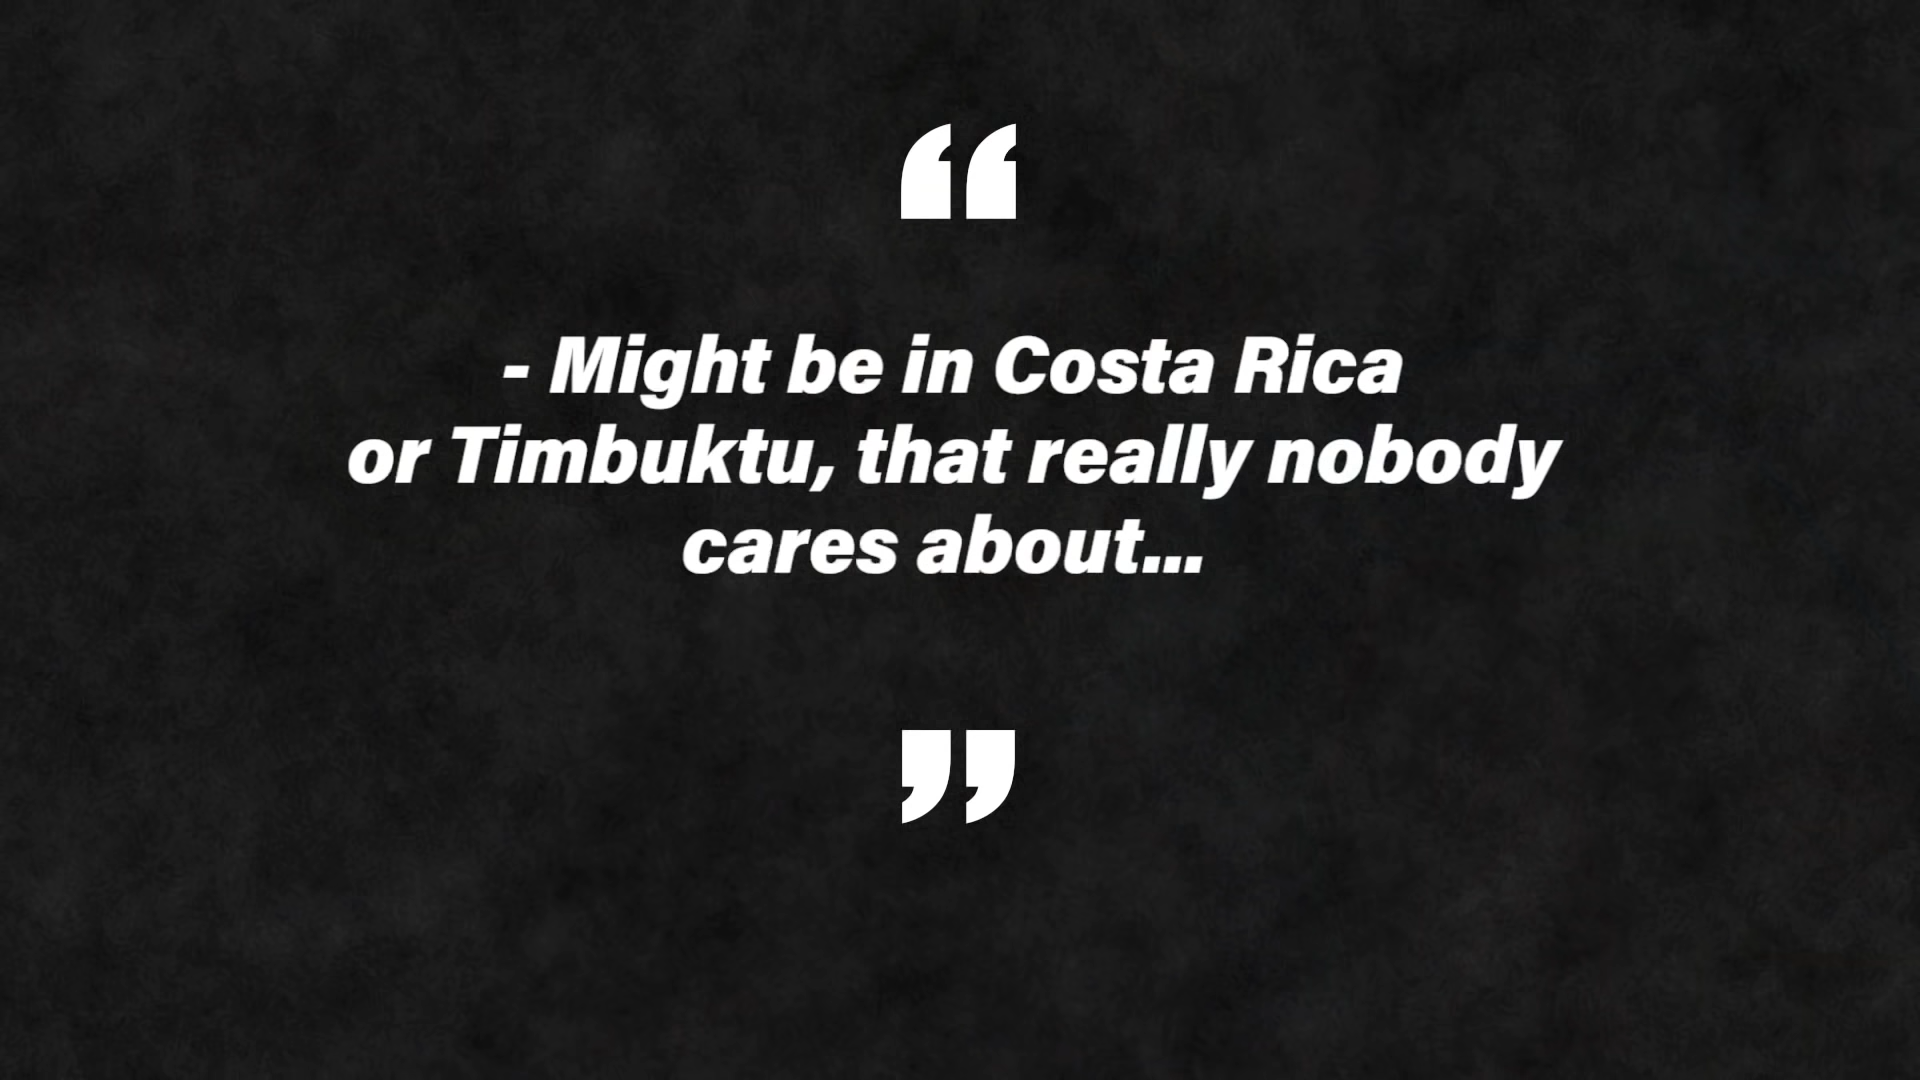 “
- Might be in Costa Rica
or Timbuktu, that really nobody
cares about...
”